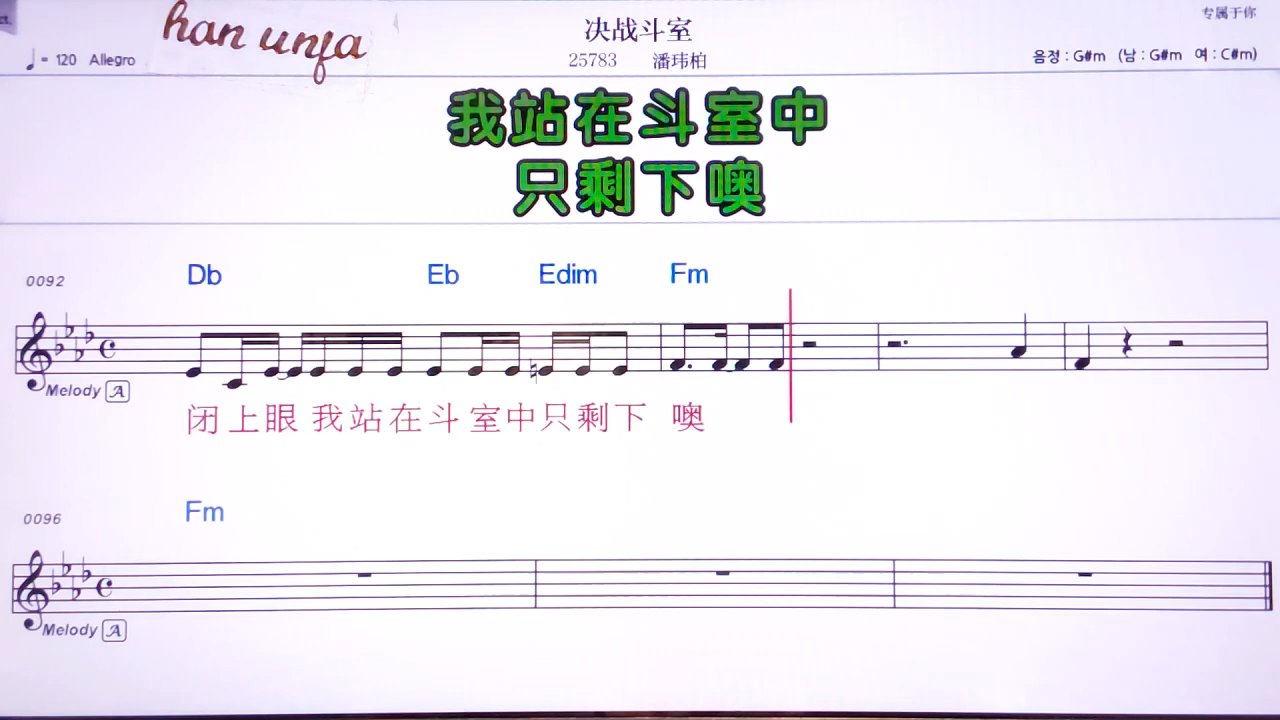 han unfa
决战斗室
专属于你
♩ = 120 Allegro
25783 潘玮柏
음정 : G#m (남 : G#m 여 : C#m)
我站在斗室中
只剩下噢
0092
Db Eb Edim Fm
Melody A
闭上眼 我站在斗室中只剩下 噢
0096
Fm
Melody A